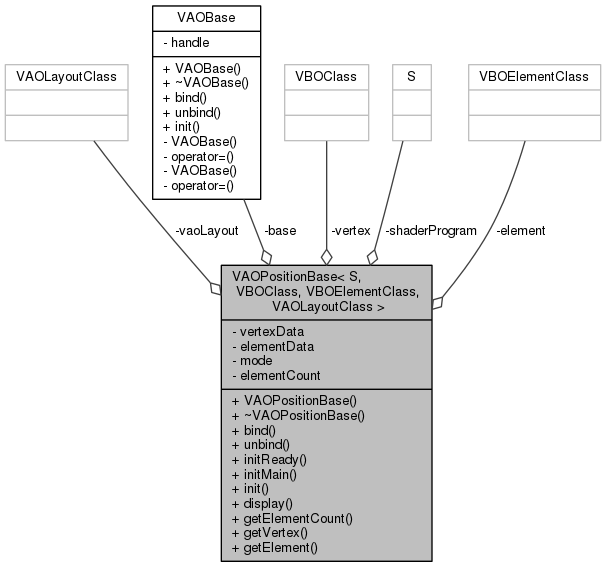 VAOBase
- handle
+ VAOBase()
+ ~VAOBase()
+ bind()
+ unbind()
+ init()
- VAOBase()
- operator=()
- VAOBase()
- operator=()
VAOLayoutClass
VBOClass
S
VBOElementClass
-vaoLayout
-base
-vertex
-shaderProgram
-element
VAOPositionBase< S,
VBOClass, VBOElementClass,
VAOLayoutClass >
- vertexData
- elementData
- mode
- elementCount
+ VAOPositionBase()
+ ~VAOPositionBase()
+ bind()
+ unbind()
+ initReady()
+ initMain()
+ init()
+ display()
+ getElementCount()
+ getVertex()
+ getElement()